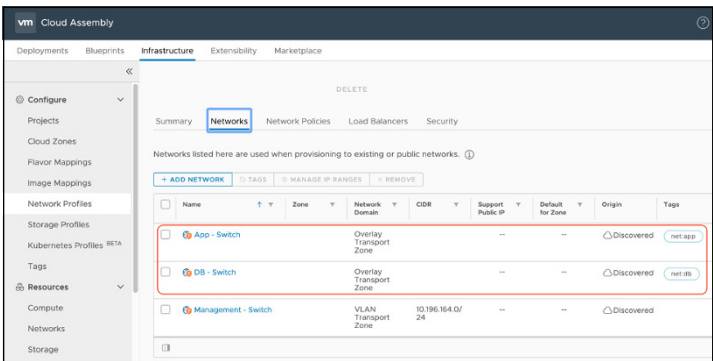 vm Cloud Assembly
Deployments Blueprints Infrastructure Extensibility Marketplace
DELETE
Configure
Projects
Cloud Zones
Flavor Mappings
Image Mappings
Network Profiles
Storage Profiles
Kubernetes Profiles BETA
Tags
Resources
Compute
Networks
Storage
Summary Networks Network Policies Load Balancers Security
Networks listed here are used when provisioning to existing or public networks.
+ ADD NETWORK TAGS MANAGE IP RANGES × REMOVE
Name Zone Network Domain CIDR Support Public IP Default for Zone Origin Tags
App - Switch Overlay Transport Zone -- -- Discovered net:app
DB - Switch Overlay Transport Zone -- -- Discovered net:db
Management - Switch VLAN Transport Zone 10.196.164.0/24 -- -- Discovered